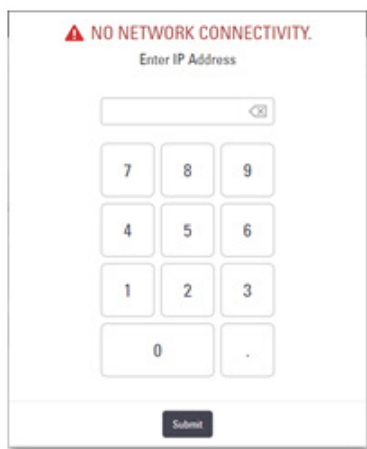 NO NETWORK CONNECTIVITY.
Enter IP Address
7 8 9
4 5 6
1 2 3
0 .
Submit